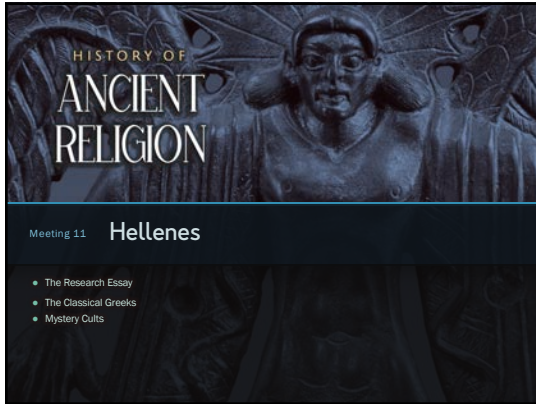 HISTORY OF
ANCIENT
RELIGION
Meeting 11 Hellenes
The Research Essay
The Classical Greeks
Mystery Cults